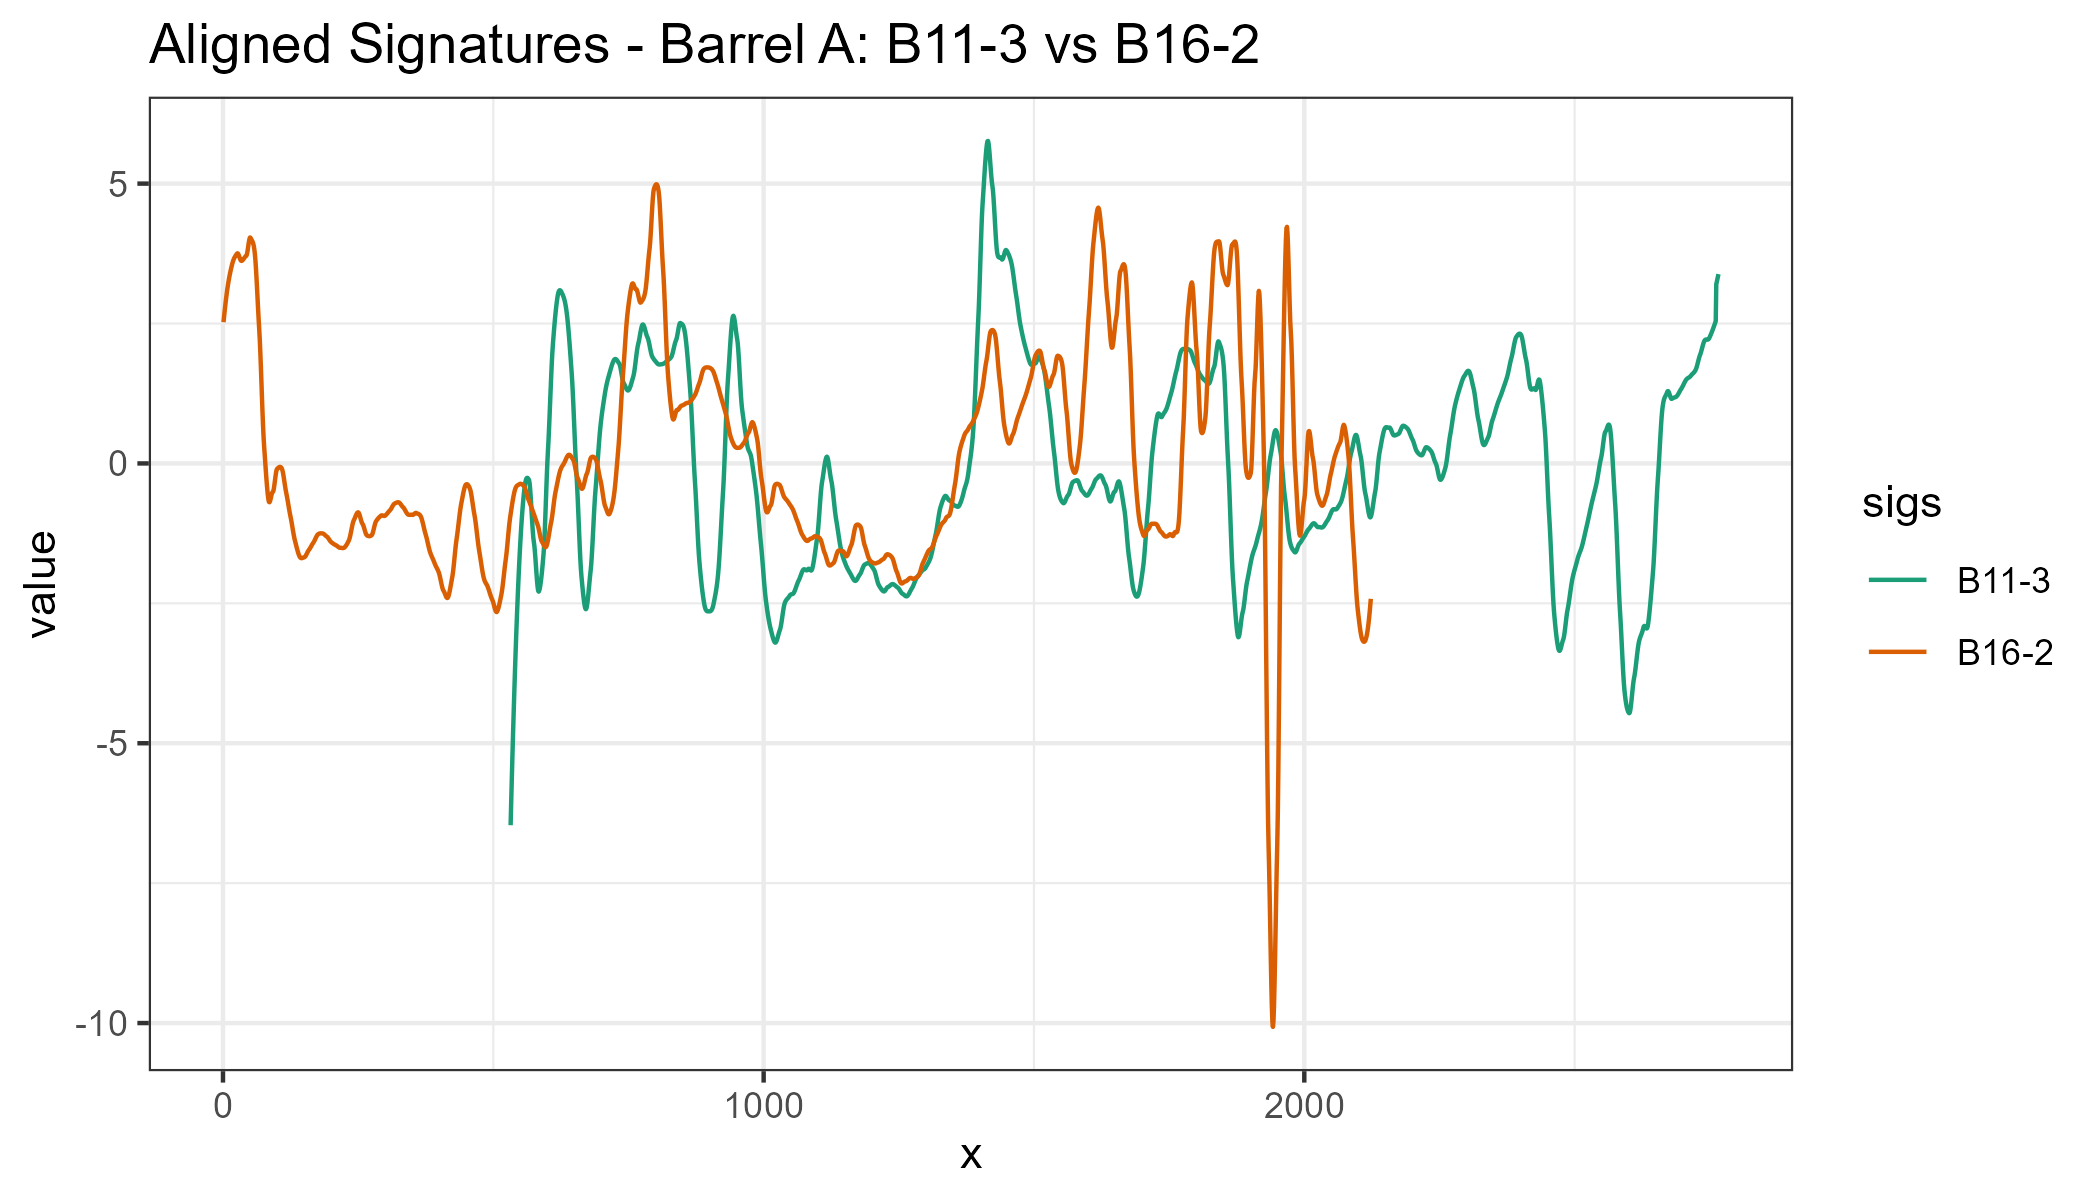 Aligned Signatures - Barrel A: B11-3 vs B16-2
5
0
-5
-10
value
0
1000
2000
x
sigs
B11-3
B16-2